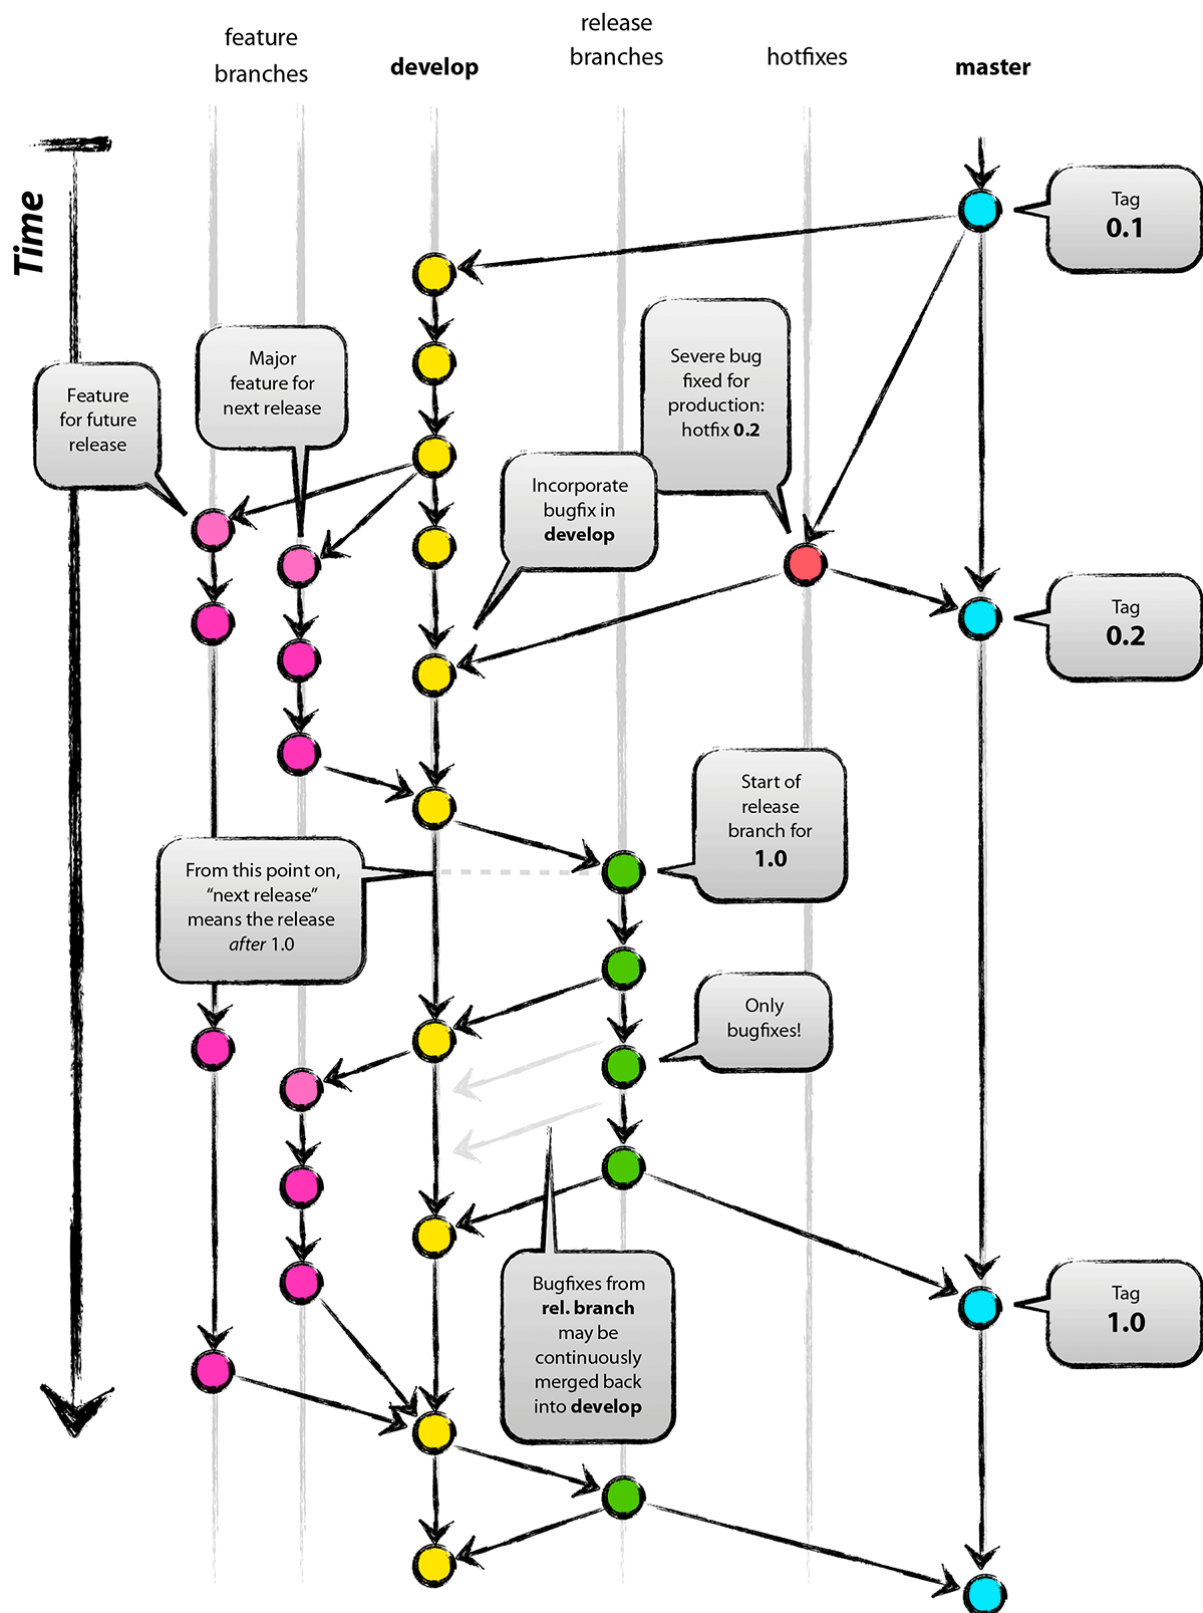 feature
branches
develop
release
branches
hotfixes
master
Time
Tag
0.1
Major
feature for
next release
Feature
for future
release
Severe bug
fixed for
production:
hotfix 0.2
Incorporate
bugfix in
develop
Tag
0.2
Start of
release
branch for
1.0
From this point on,
“next release”
means the release
after 1.0
Only
bugfixes!
Bugfixes from
rel. branch
may be
continuously
merged back
into develop
Tag
1.0